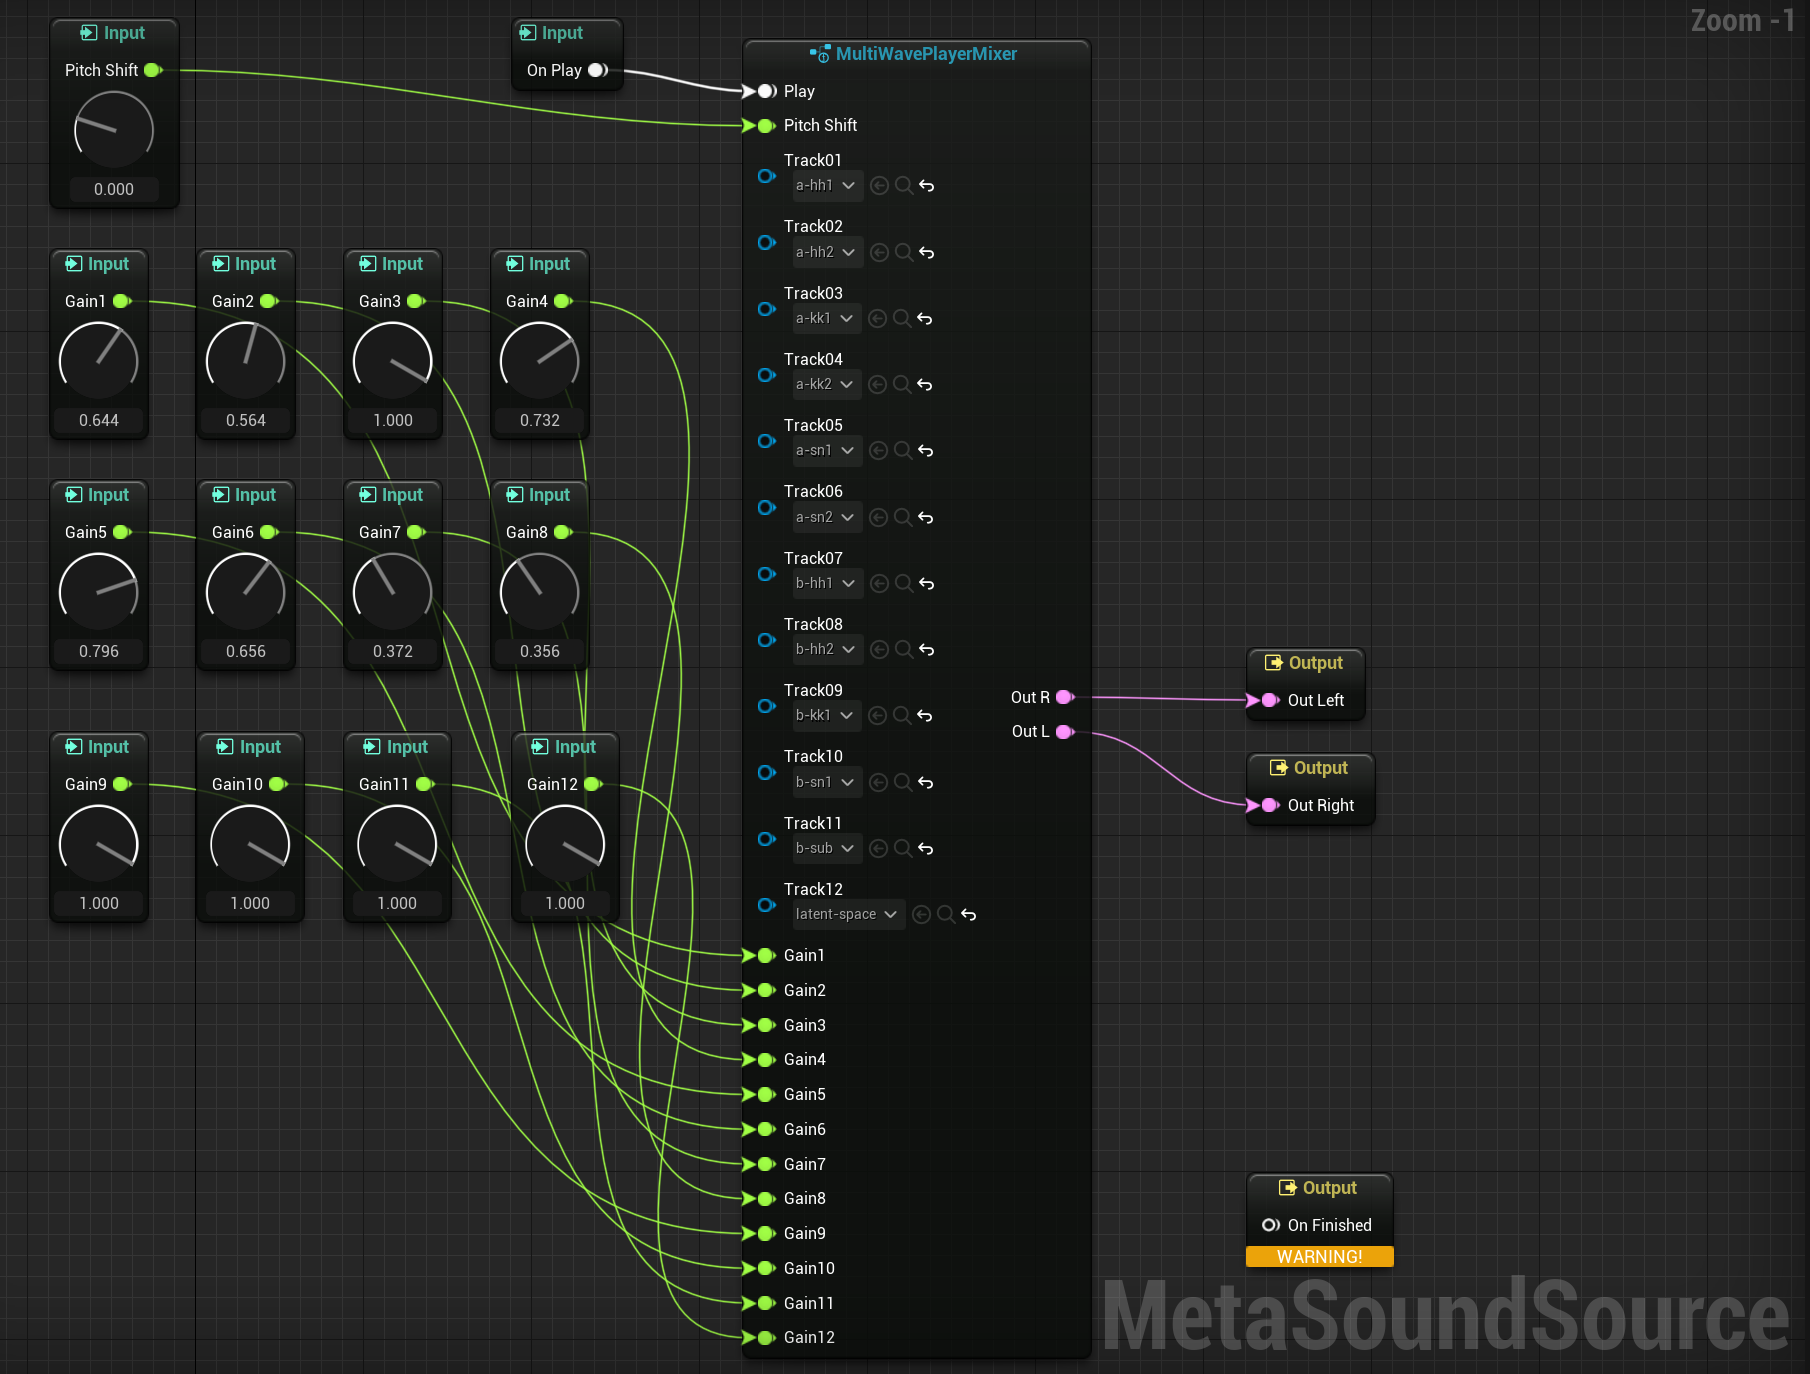 Zoom -1
Input
Pitch Shift
0.000
Input
On Play
Input
Gain1
0.644
Input
Gain2
0.564
Input
Gain3
1.000
Input
Gain4
0.732
Input
Gain5
0.796
Input
Gain6
0.656
Input
Gain7
0.372
Input
Gain8
0.356
Input
Gain9
1.000
Input
Gain10
1.000
Input
Gain11
1.000
Input
Gain12
1.000
MultiWavePlayerMixer
Play
Pitch Shift
Track01
a-hh1
Track02
a-hh2
Track03
a-kk1
Track04
a-kk2
Track05
a-sn1
Track06
a-sn2
Track07
b-hh1
Track08
b-hh2
Track09
b-kk1
Track10
b-sn1
Track11
b-sub
Track12
latent-space
Gain1
Gain2
Gain3
Gain4
Gain5
Gain6
Gain7
Gain8
Gain9
Gain10
Gain11
Gain12
Out R
Out L
Output
Out Left
Output
Out Right
Output
On Finished
WARNING!
MetaSoundSource